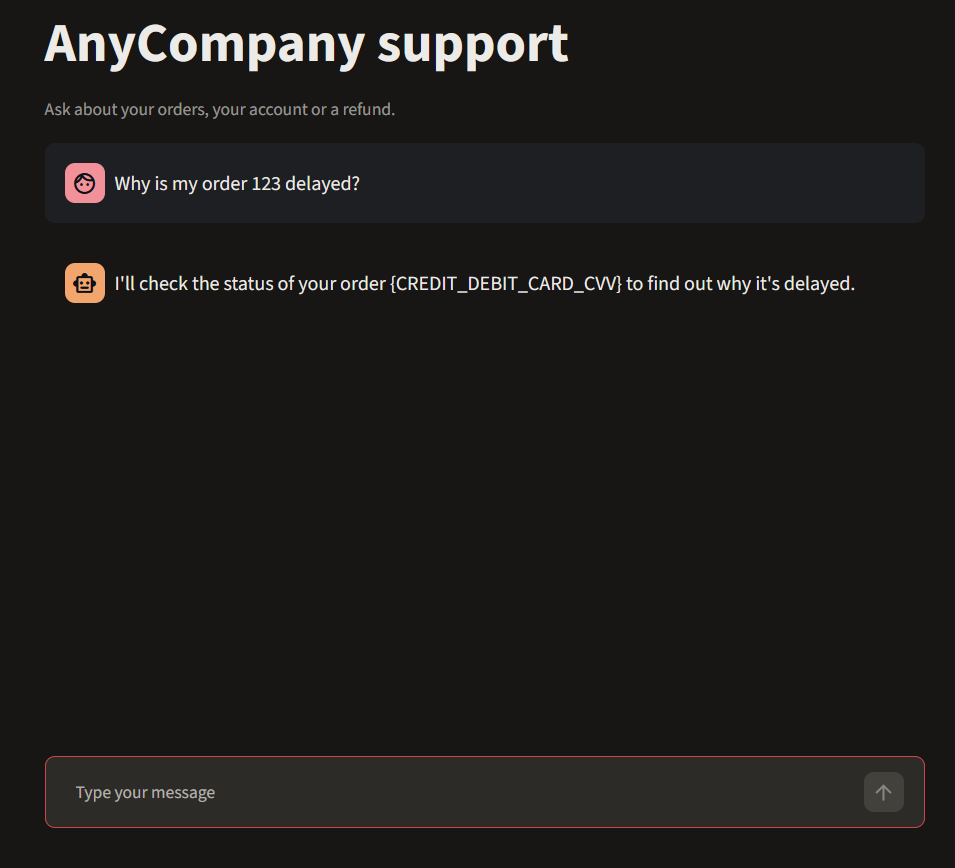 AnyCompany support
Ask about your orders, your account or a refund.
Why is my order 123 delayed?
I'll check the status of your order {CREDIT_DEBIT_CARD_CVV} to find out why it's delayed.
Type your message